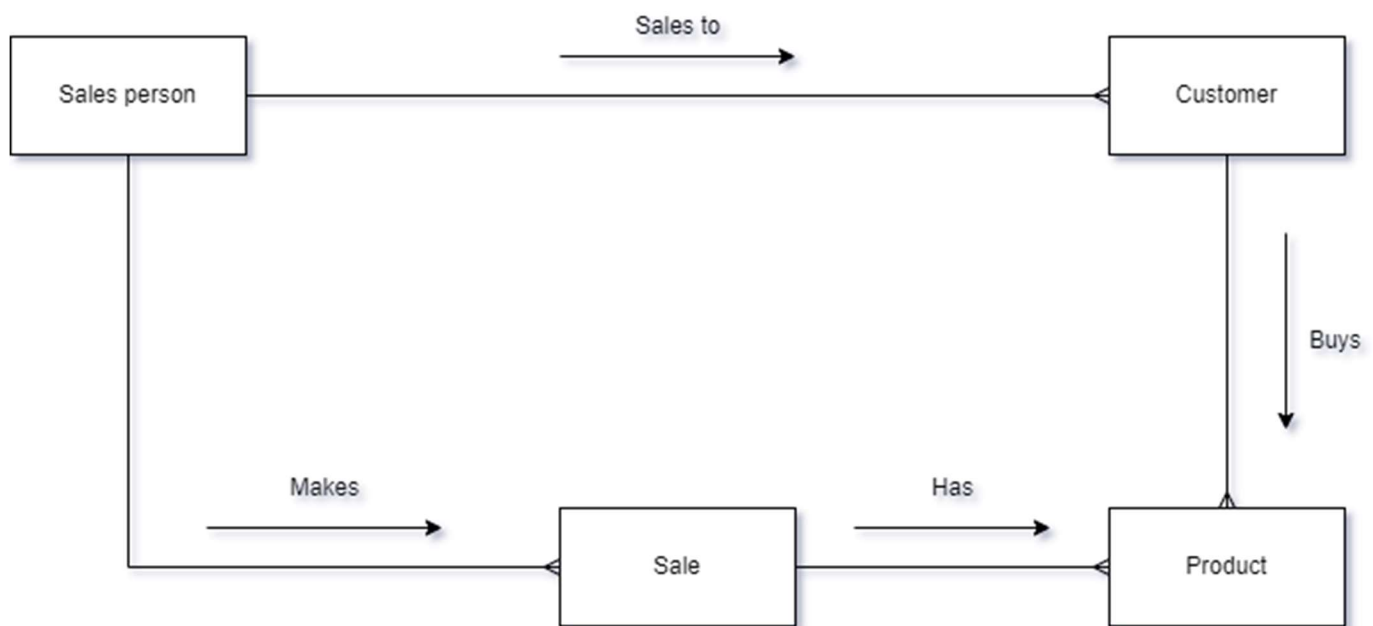 Sales to
Sales person
Customer
Buys
Makes
Has
Sale
Product